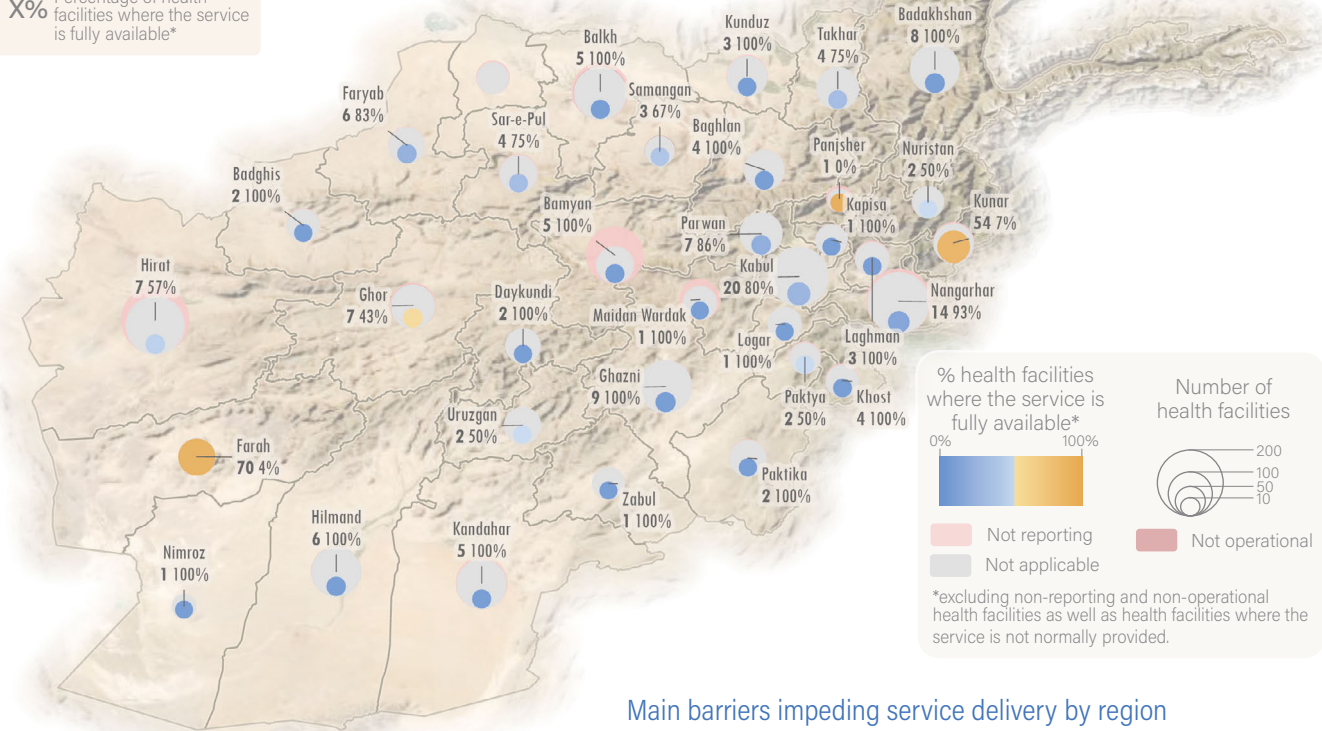 X%
Percentage of health
facilities where the service
is fully available*
Badakhshan
8 100%
Kunduz
3 100%
Takhar
4 75%
Balkh
5 100%
Faryab
6 83%
Samangan
3 67%
Sar-e-Pul
4 75%
Baghlan
4 100%
Panjsher
1 0%
Nuristan
2 50%
Badghis
2 100%
Bamyan
5 100%
Parwan
7 86%
Kapisa
1 100%
Kunar
54 7%
Hirat
7 57%
Ghor
7 43%
Daykundi
2 100%
Kabul
20 80%
Maidan Wardak
1 100%
Nangarhar
14 93%
Logar
1 100%
Laghman
3 100%
Ghazni
9 100%
Paktya
2 50%
Khost
4 100%
Uruzgan
2 50%
Farah
70 4%
Paktika
2 100%
Zabul
1 100%
Hilmand
6 100%
Kandahar
5 100%
Nimroz
1 100%
% health facilities
where the service is
fully available*
0% 100%
Number of
health facilities
200
100
50
10
Not reporting
Not operational
Not applicable
*excluding non-reporting and non-operational
health facilities as well as health facilities where the
service is not normally provided.
Main barriers impeding service delivery by region